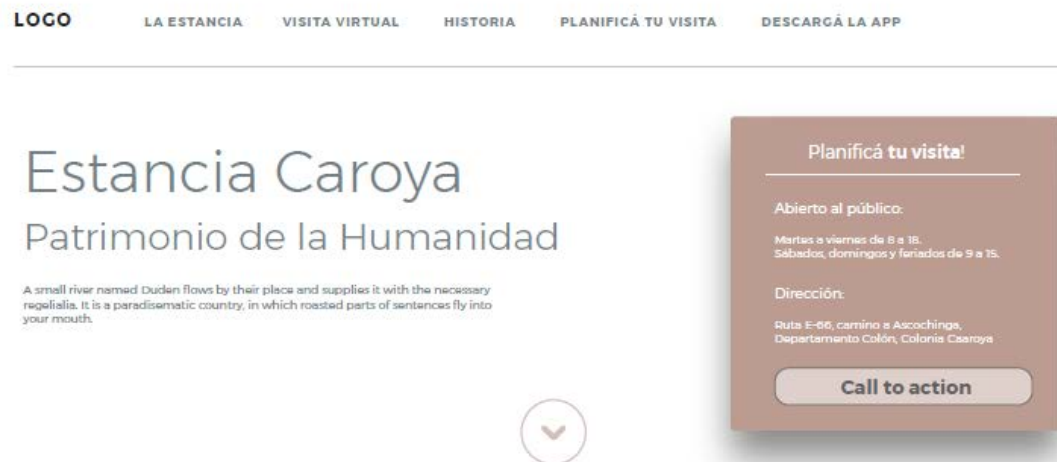 LOGO LA ESTANCIA VISITA VIRTUAL HISTORIA PLANIFICÁ TU VISITA DESCARGÁ LA APP
Estancia Caroya
Patrimonio de la Humanidad
A small river named Duden flows by their place and supplies it with the necessary
regelialia. It is a paradisematic country, in which roasted parts of sentences fly into
your mouth.
Planificá tu visita!
Abierto al público:
Martes a viernes de 8 a 18.
Sábados, domingos y feriados de 9 a 15.
Dirección:
Ruta E-66, camino a Ascochinga,
Departamento Colón, Colonia Caaroya
Call to action